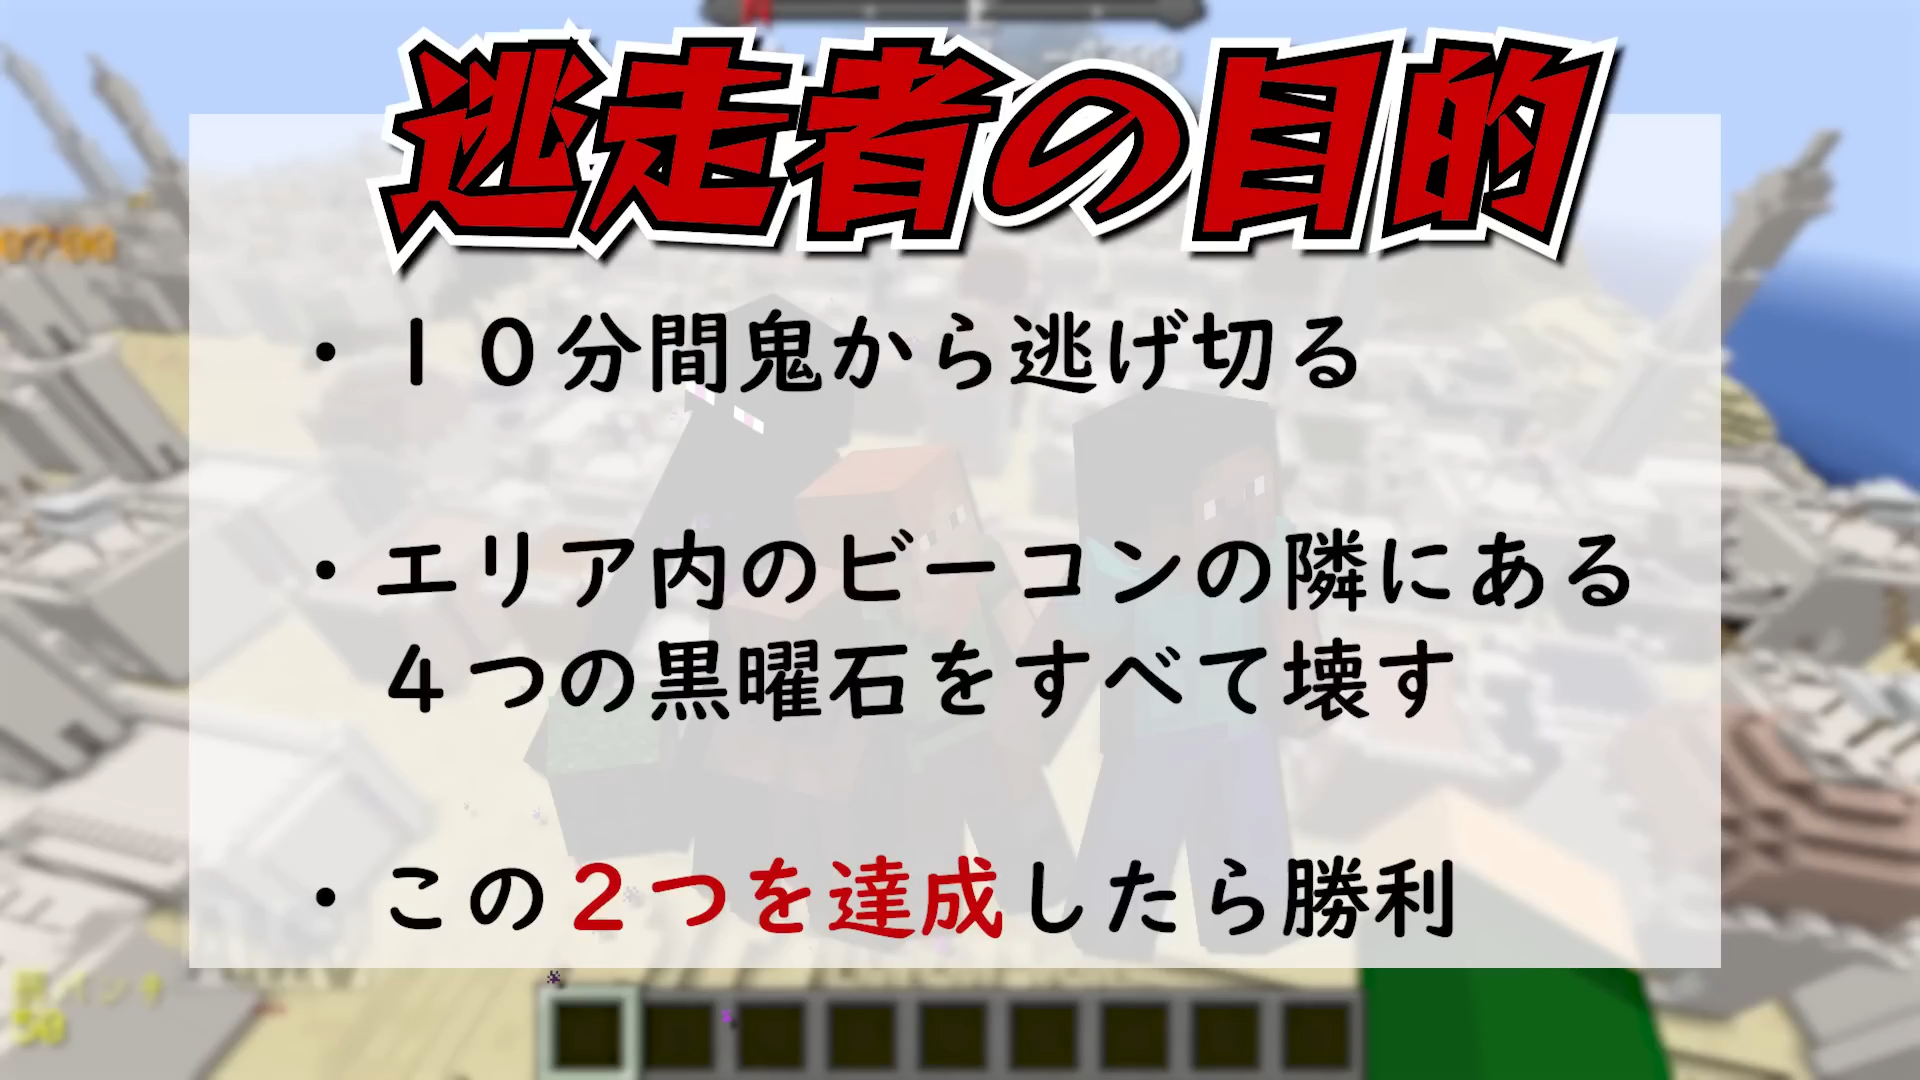 逃走者の目的
・１０分間鬼から逃げ切る
・エリア内のビーコンの隣にある
４つの黒曜石をすべて壊す
・この２つを達成したら勝利
50